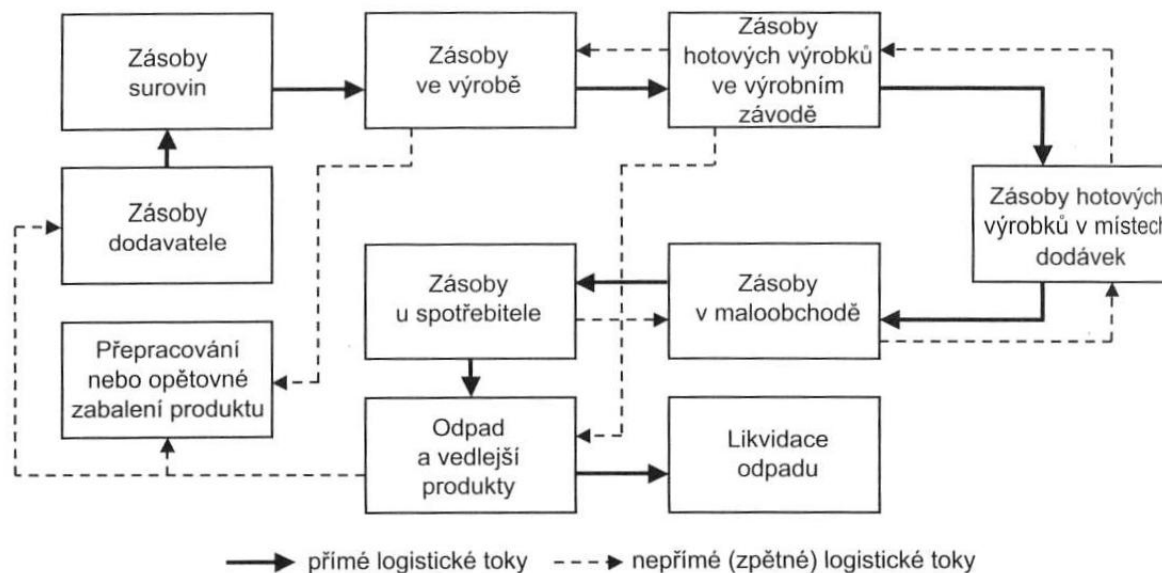 Zásoby
surovin
Zásoby
ve výrobě
Zásoby
hotových výrobků
ve výrobním
závodě
Zásoby
dodavatele
Zásoby hotových
výrobků v místech
dodávek
Zásoby
u spotřebitele
Zásoby
v maloobchodě
Přepracování
nebo opětovné
zabalení produktu
Odpad
a vedlejší
produkty
Likvidace
odpadu
přímé logistické toky
nepřímé (zpětné) logistické toky